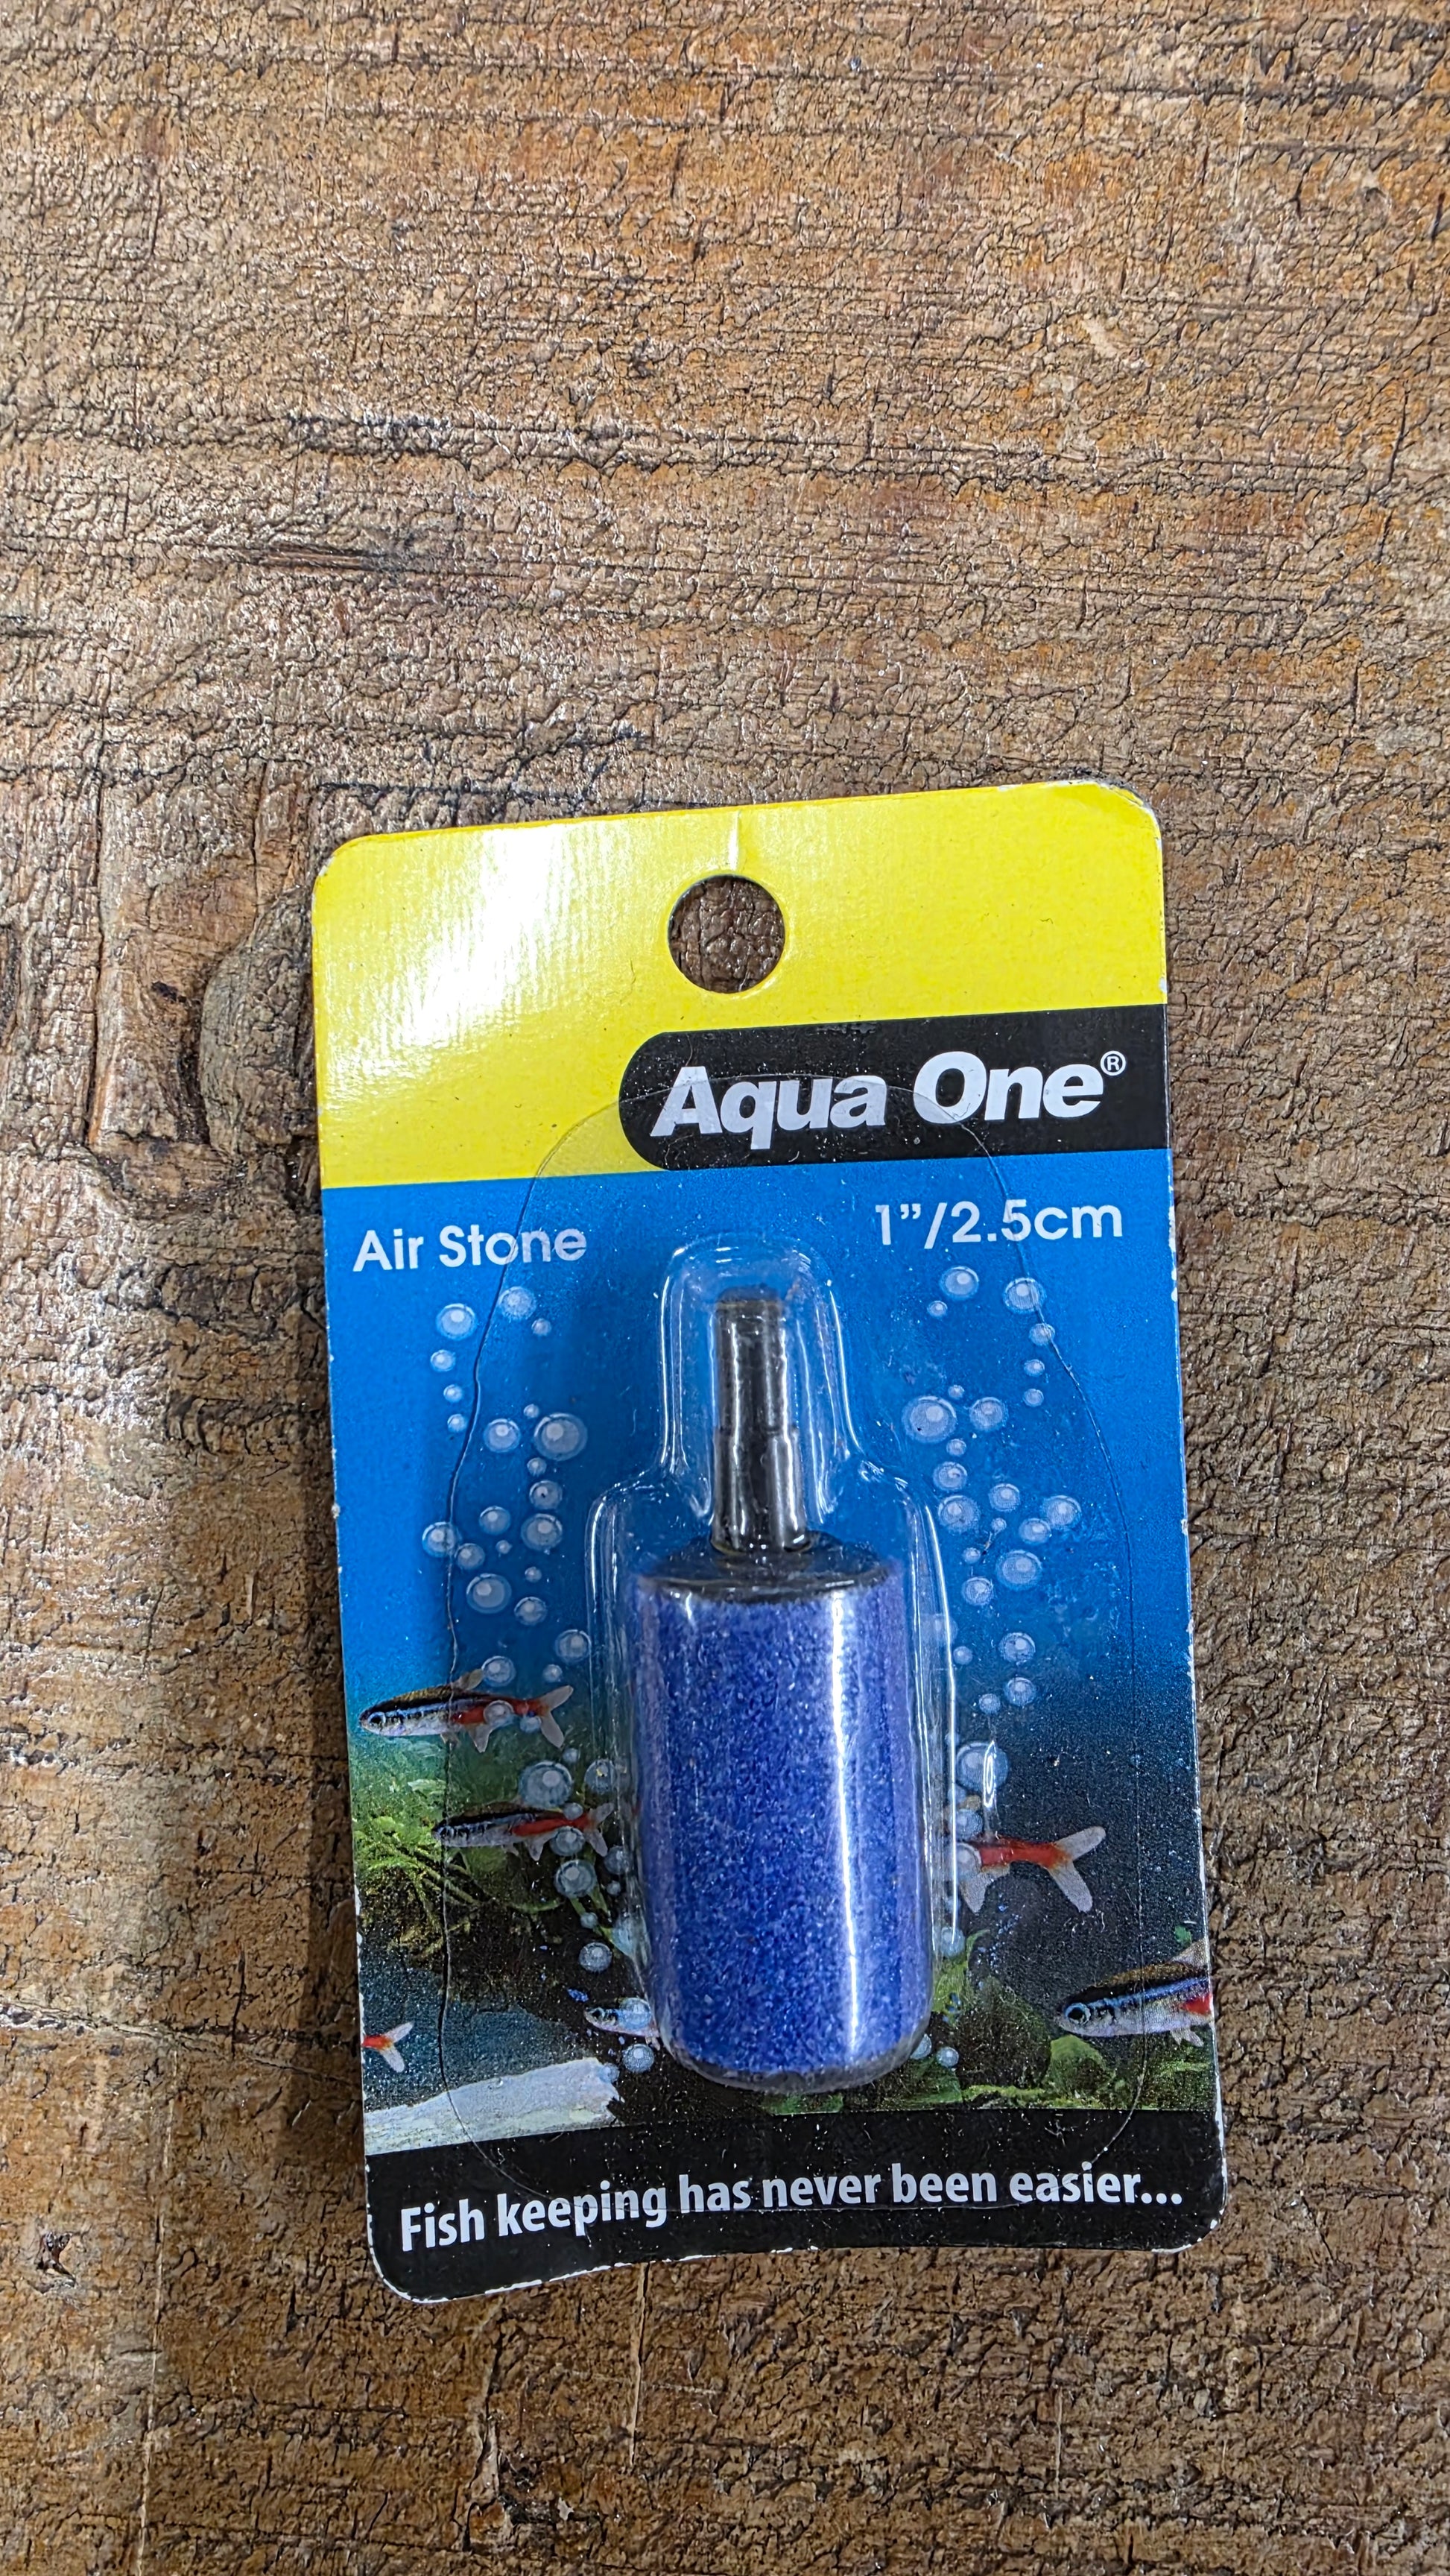 Aqua One®
Air Stone
1”/2.5cm
Fish keeping has never been easier...